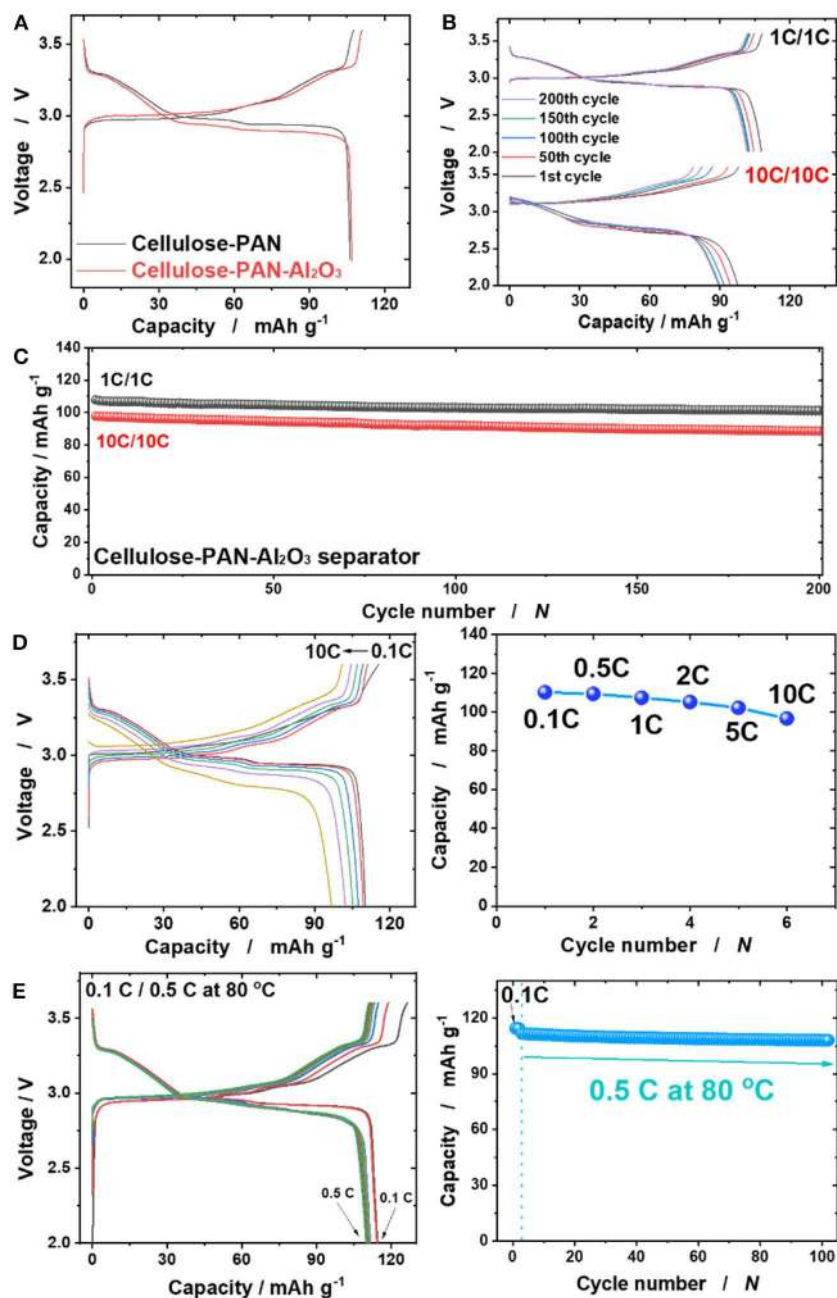 A
3.5
3.0
2.5
2.0
Voltage / V
0 30 60 90 120
Capacity / mAh g⁻¹
Cellulose-PAN
Cellulose-PAN-Al₂O₃
B
1C/1C
3.5
3.0
2.5
2.0
200th cycle
150th cycle
100th cycle
50th cycle
1st cycle
10C/10C
3.5
3.0
2.5
2.0
Voltage / V
0 30 60 90 120
Capacity / mAh g⁻¹
C
140
120
100
80
60
40
20
0
Capacity / mAh g⁻¹
1C/1C
10C/10C
Cellulose-PAN-Al₂O₃ separator
0 50 100 150 200
Cycle number / N
D
10C ← 0.1C
3.5
3.0
2.5
2.0
Voltage / V
0 30 60 90 120
Capacity / mAh g⁻¹
140
120
100
80
60
40
20
0
Capacity / mAh g⁻¹
0.1C
0.5C
1C
2C
5C
10C
0 2 4 6
Cycle number / N
E
0.1 C / 0.5 C at 80 °C
3.5
3.0
2.5
2.0
Voltage / V
0.5 C
0.1 C
0 30 60 90 120
Capacity / mAh g⁻¹
0.1C
120
90
60
30
0
Capacity / mAh g⁻¹
0.5 C at 80 °C
0 20 40 60 80 100
Cycle number / N